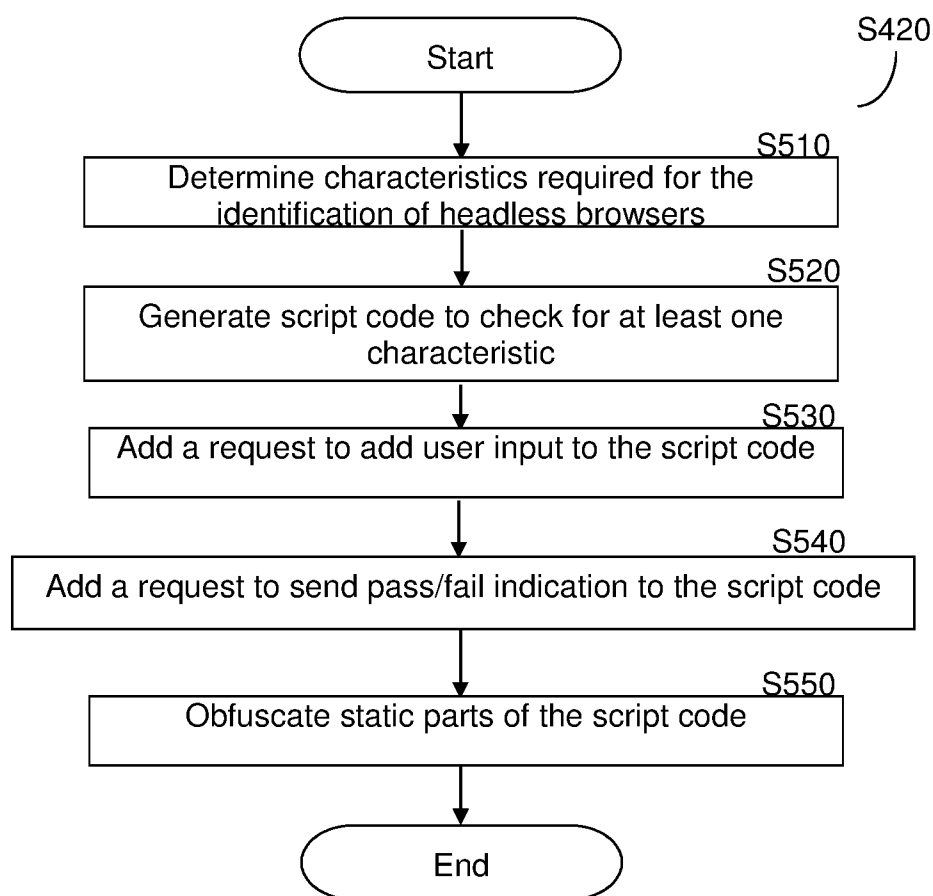 S420
Start
S510
Determine characteristics required for the
identification of headless browsers
S520
Generate script code to check for at least one
characteristic
S530
Add a request to add user input to the script code
S540
Add a request to send pass/fail indication to the script code
S550
Obfuscate static parts of the script code
End